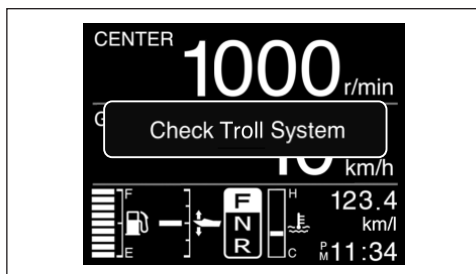 CENTER
1000 r/min
Check Troll System
km/h
F
E
F
N
R
H
C
123.4
km/l
PM 11:34